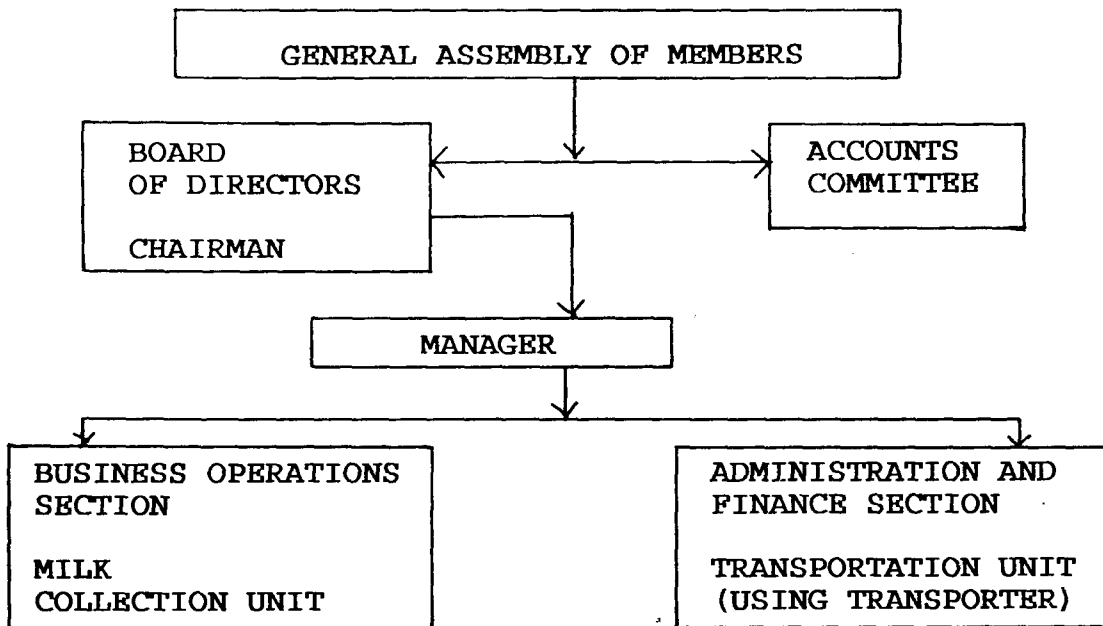 GENERAL ASSEMBLY OF MEMBERS
BOARD
OF DIRECTORS
CHAIRMAN
ACCOUNTS
COMMITTEE
MANAGER
BUSINESS OPERATIONS
SECTION
MILK
COLLECTION UNIT
ADMINISTRATION AND
FINANCE SECTION
TRANSPORTATION UNIT
(USING TRANSPORTER)